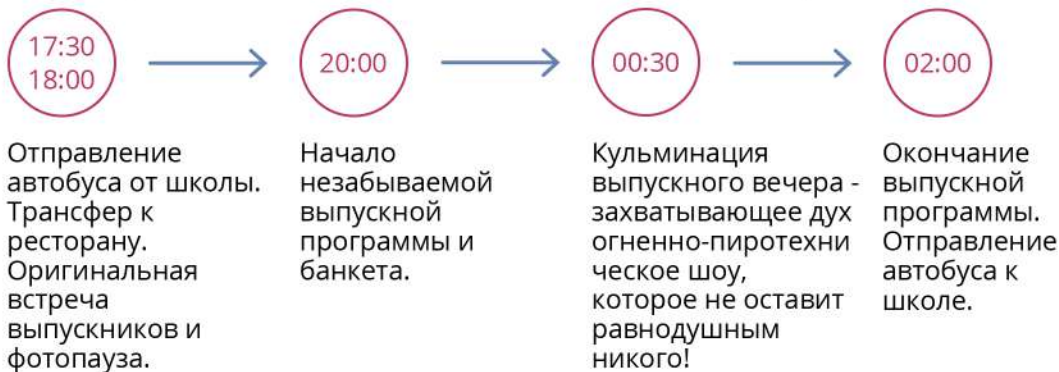 17:30
18:00
20:00
00:30
02:00
Отправление
автобуса от школы.
Трансфер к
ресторану.
Оригинальная
встреча
выпускников и
фотопауза.
Начало
незабываемой
выпускной
программы и
банкета.
Кульминация
выпускного вечера -
захватывающее дух
огненно-пиротехни
ческое шоу,
которое не оставит
равнодушным
никого!
Окончание
выпускной
программы.
Отправление
автобуса к
школе.